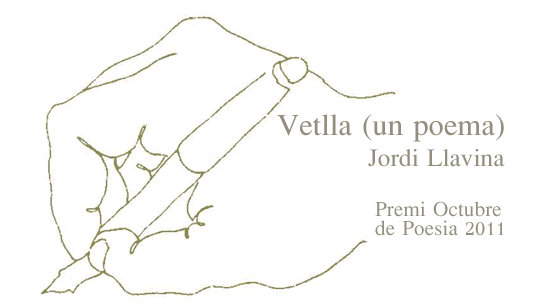 Vetlla (un poema)
Jordi Llavina
Premi Octubre
de Poesia 2011